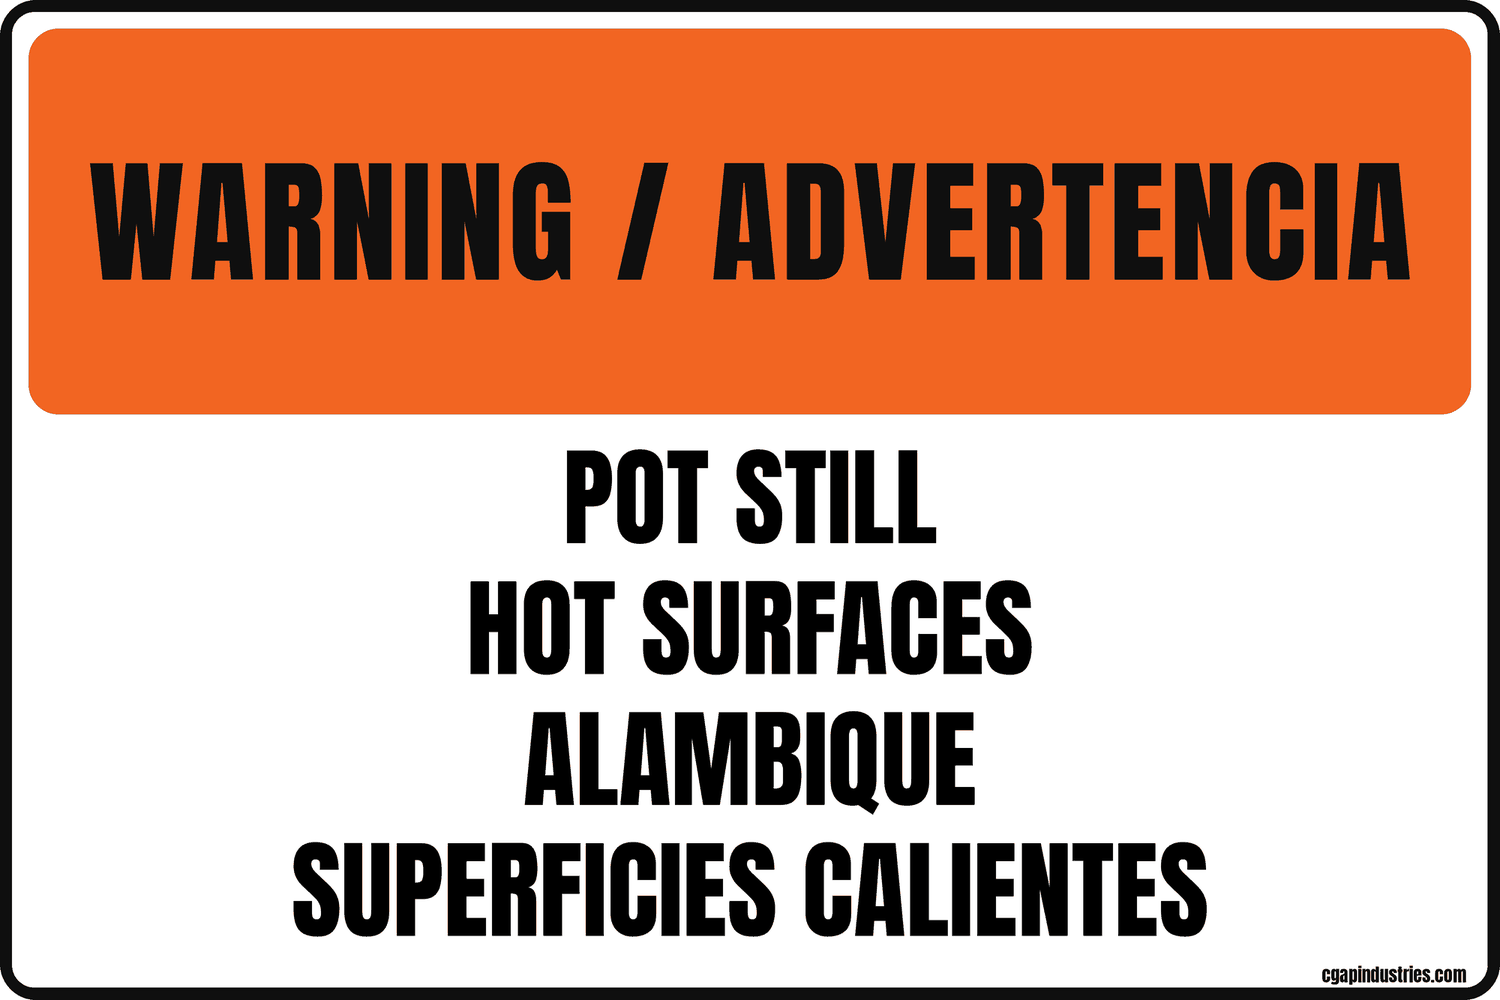 WARNING / ADVERTENCIA
POT STILL
HOT SURFACES
ALAMBIQUE
SUPERFICIES CALIENTES
cgapindustries.com